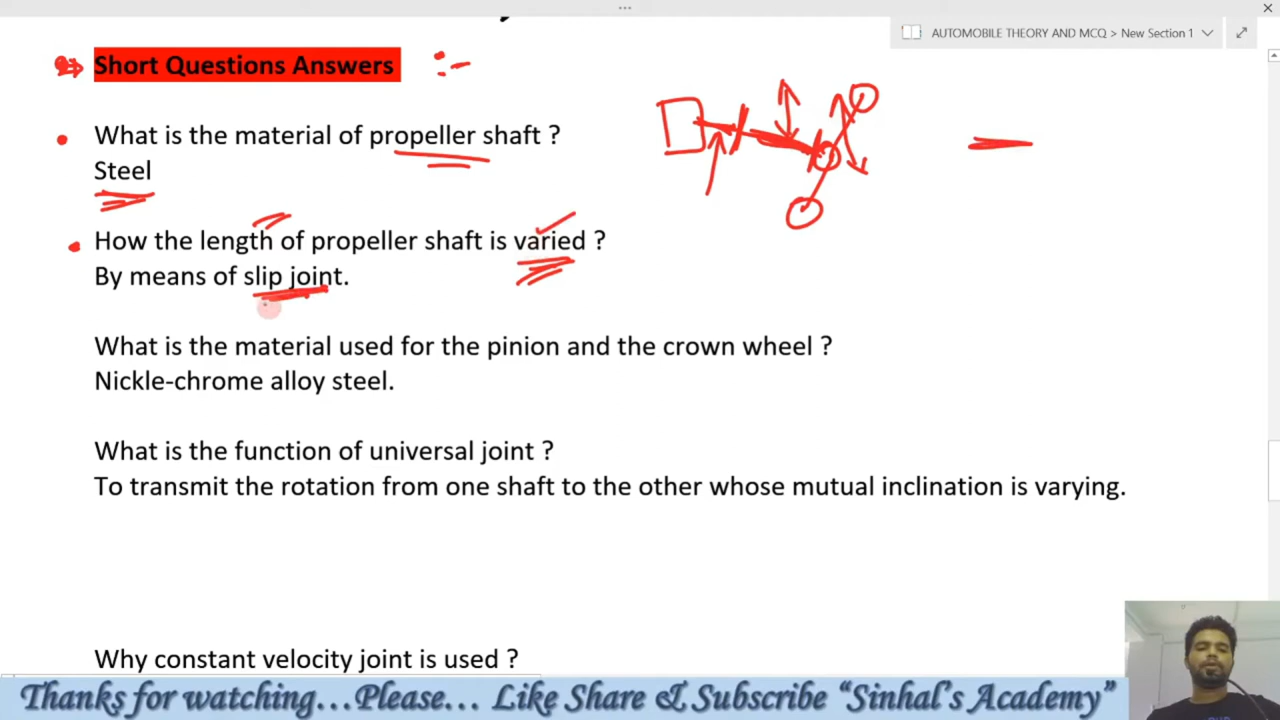 AUTOMOBILE THEORY AND MCQ > New Section 1
Short Questions Answers :-
What is the material of propeller shaft ?
Steel
How the length of propeller shaft is varied ?
By means of slip joint.
What is the material used for the pinion and the crown wheel ?
Nickle-chrome alloy steel.
What is the function of universal joint ?
To transmit the rotation from one shaft to the other whose mutual inclination is varying.
Why constant velocity joint is used ?
Thanks for watching...Please... Like Share & Subscribe “Sinhal’s Academy”